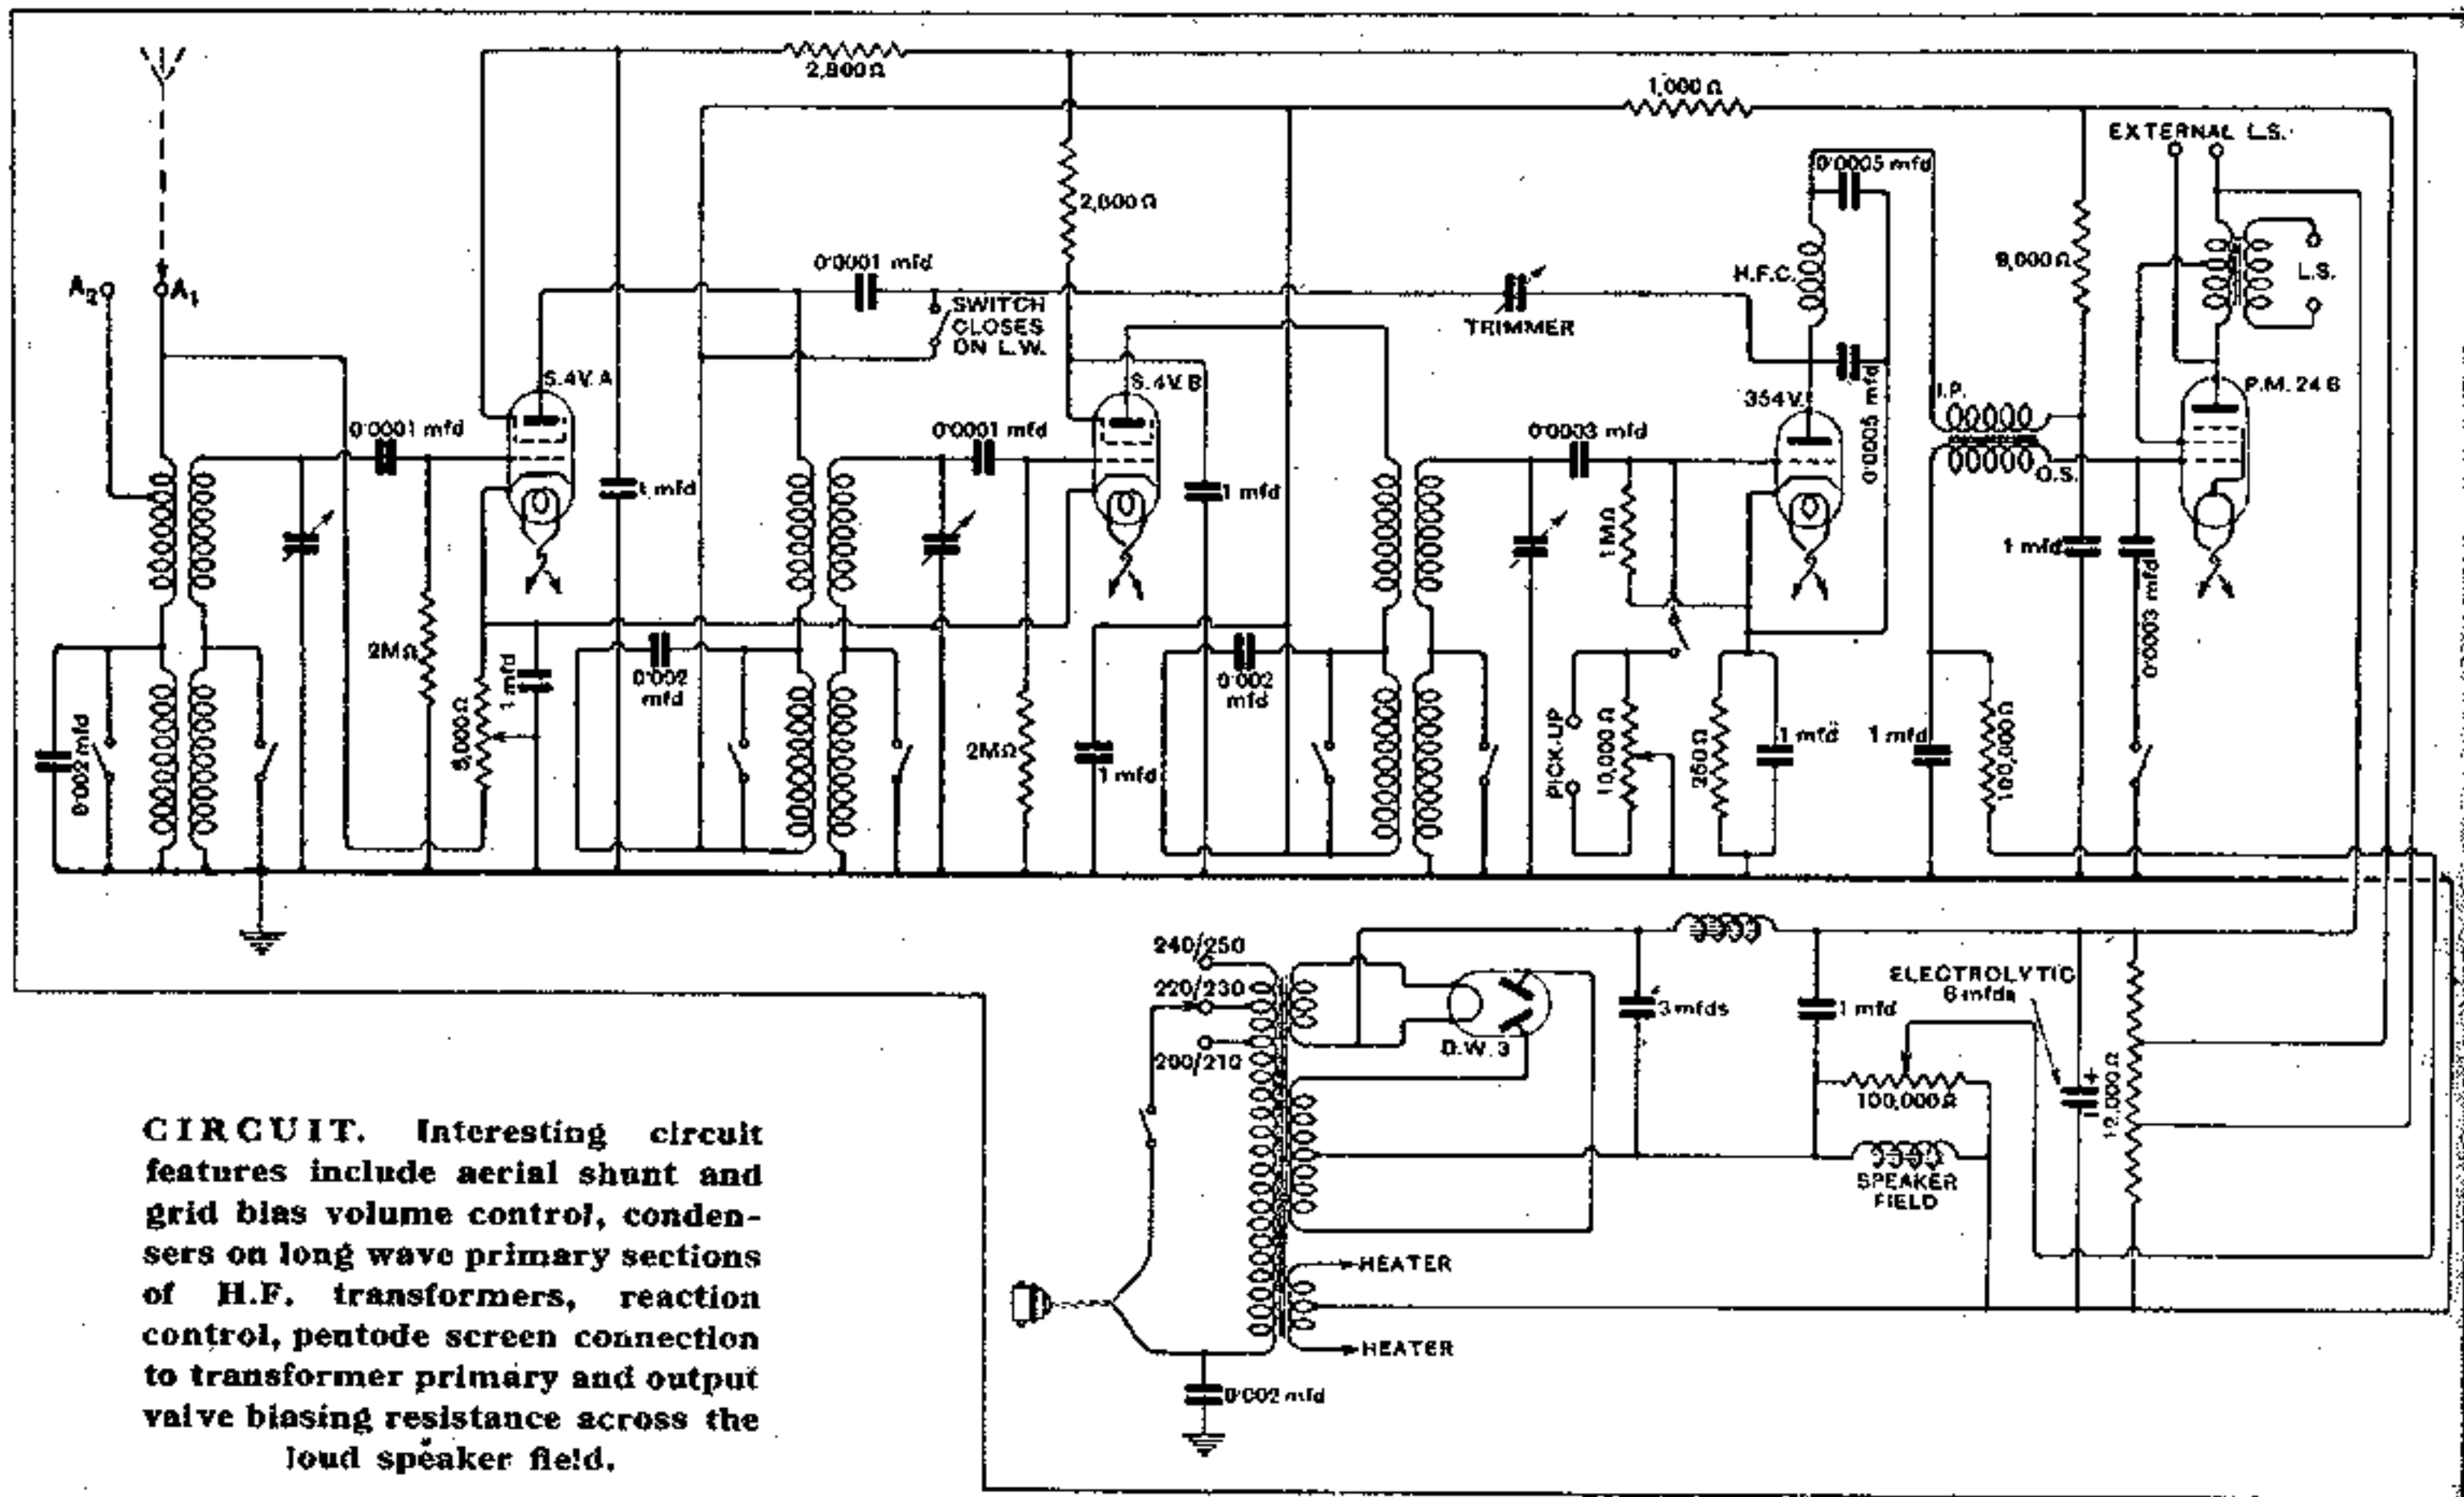 2,800 Ω
1,000 Ω
EXTERNAL L.S.
0'0005 mfd
2,800 Ω
0'0001 mfd
H.F.C.
9,000 Ω
L.S.
A2
A1
SWITCH
CLOSES
ON L.W.
TRIMMER
S.4V.A
S.4V.B
354V.
0'0005 mfd
I.P.
P.M.24B
0'0001 mfd
0'0001 mfd
0'0003 mfd
O.S.
1 mfd
1 mfd
1 MΩ
1 mfd
0'0003 mfd
2MΩ
1 mfd
0'002
mfd
0'002
mfd
0'002 mfd
5,000 Ω
2MΩ
1 mfd
PICK-UP
10,000 Ω
250 Ω
1 mfd
1 mfd
100,000 Ω
240/250
220/230
200/210
D.W.3
3 mfds
1 mfd
ELECTROLYTIC
8 mfds
100,000 Ω
12,000 Ω
SPEAKER
FIELD
HEATER
HEATER
0'002 mfd
CIRCUIT. Interesting circuit
features include aerial shunt and
grid bias volume control, conden-
sers on long wave primary sections
of H.F. transformers, reaction
control, pentode screen connection
to transformer primary and output
valve biasing resistance across the
loud speaker field.